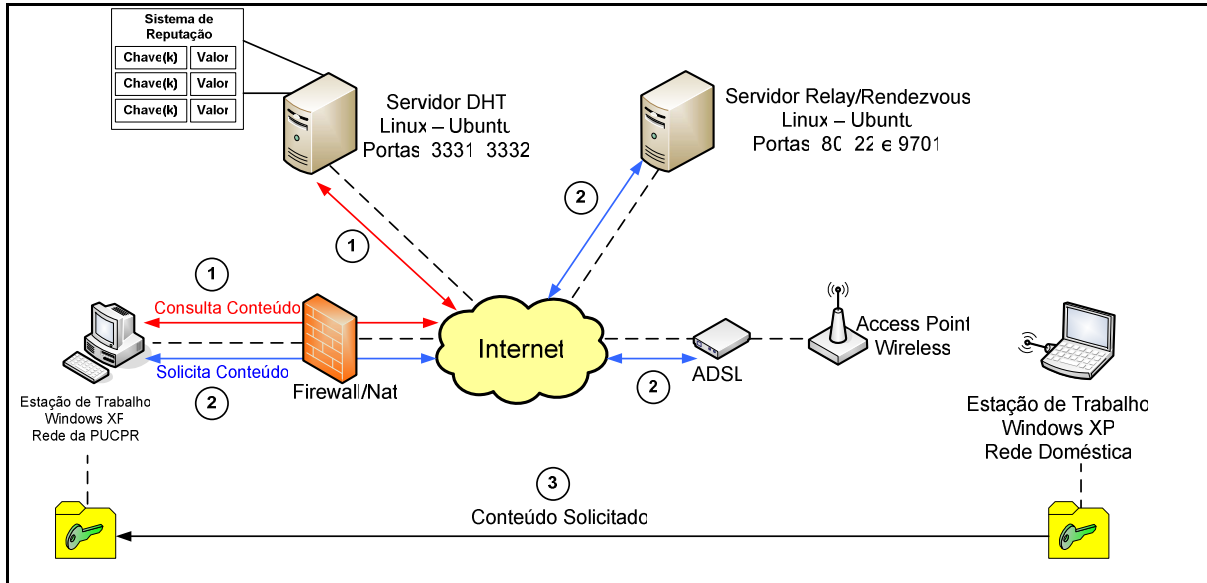 Sistema de
Reputação
Chave(k) Valor
Chave(k) Valor
Chave(k) Valor
Servidor DHT
Linux – Ubuntu
Portas 3331 3332
Servidor Relay/Rendezvous
Linux – Ubuntu
Portas 80 22 e 9701
2
1
1
Consulta Conteúdo
Solicita Conteúdo
2
Firewall/Nat
Internet
2
ADSL
Access Point
Wireless
Estação de Trabalho
Windows XP
Rede da PUCPR
Estação de Trabalho
Windows XP
Rede Doméstica
3
Conteúdo Solicitado